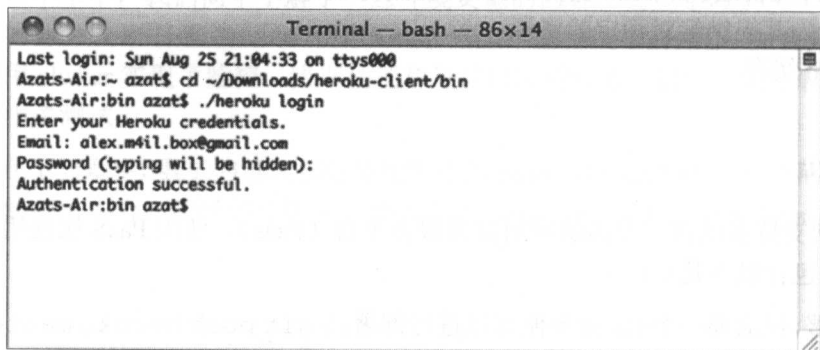 Terminal — bash — 86×14
Last login: Sun Aug 25 21:04:33 on ttys000
Azats-Air:~ azat$ cd ~/Downloads/heroku-client/bin
Azats-Air:bin azat$ ./heroku login
Enter your Heroku credentials.
Email: alex.m4il.box@gmail.com
Password (typing will be hidden):
Authentication successful.
Azats-Air:bin azat$